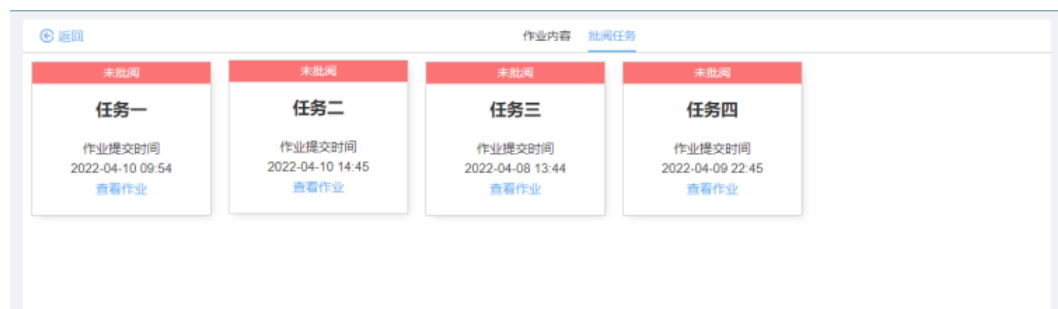 返回
作业内容 批阅任务
未批阅
任务一
作业提交时间
2022-04-10 09:54
查看作业
未批阅
任务二
作业提交时间
2022-04-10 14:45
查看作业
未批阅
任务三
作业提交时间
2022-04-08 13:44
查看作业
未批阅
任务四
作业提交时间
2022-04-09 22:45
查看作业